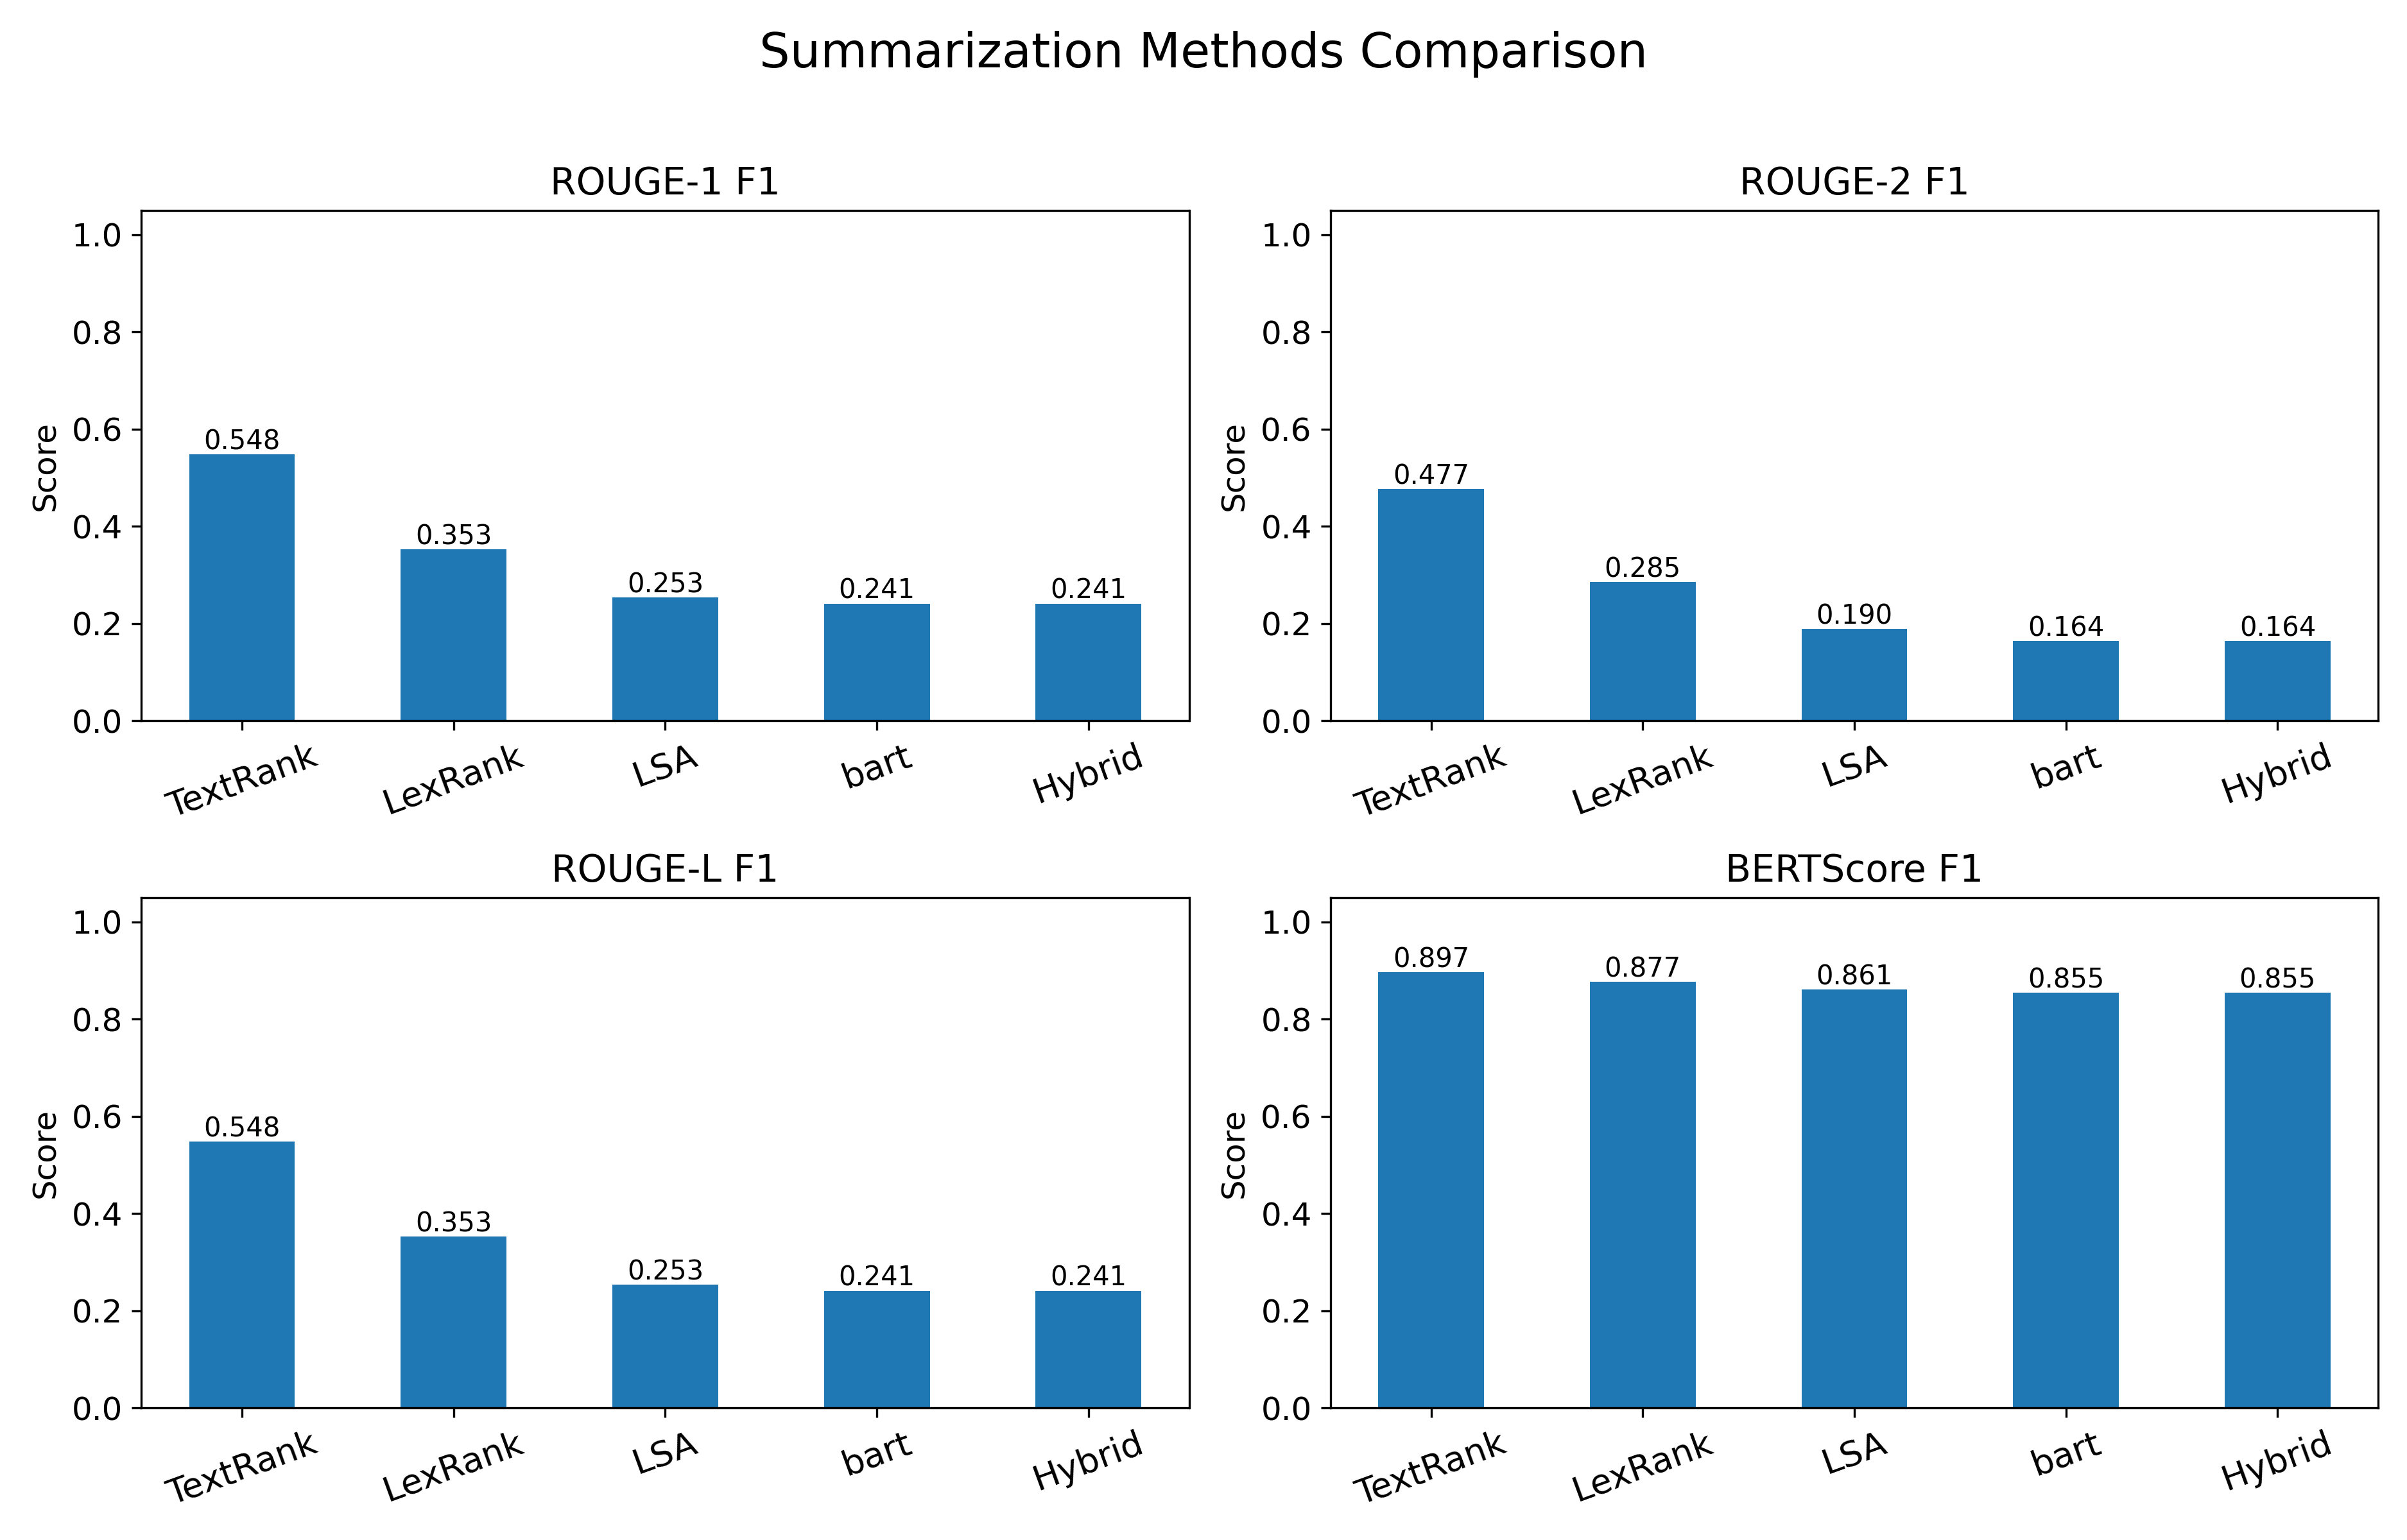 Summarization Methods Comparison
ROUGE-1 F1
1.0
0.8
0.6
0.4
0.2
0.0
Score
0.548
0.353
0.253
0.241
0.241
TextRank
LexRank
LSA
bart
Hybrid
ROUGE-2 F1
1.0
0.8
0.6
0.4
0.2
0.0
Score
0.477
0.285
0.190
0.164
0.164
TextRank
LexRank
LSA
bart
Hybrid
ROUGE-L F1
1.0
0.8
0.6
0.4
0.2
0.0
Score
0.548
0.353
0.253
0.241
0.241
TextRank
LexRank
LSA
bart
Hybrid
BERTScore F1
1.0
0.8
0.6
0.4
0.2
0.0
Score
0.897
0.877
0.861
0.855
0.855
TextRank
LexRank
LSA
bart
Hybrid